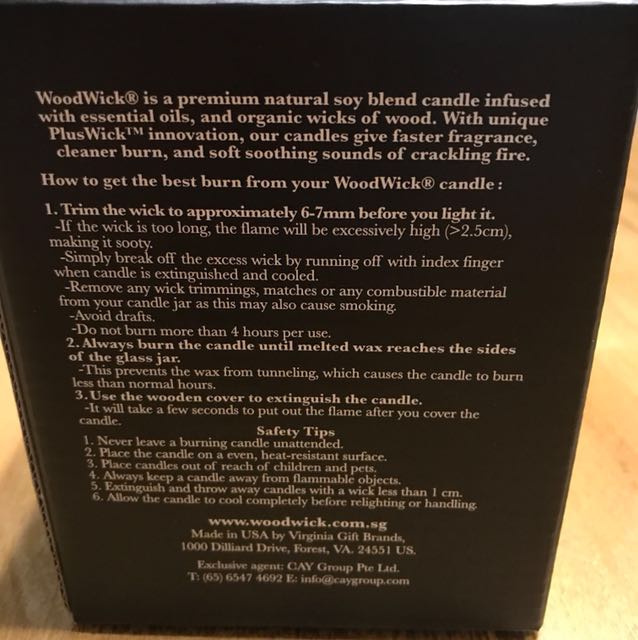 WoodWick® is a premium natural soy blend candle infused
with essential oils, and organic wicks of wood. With unique
PlusWick™ innovation, our candles give faster fragrance,
cleaner burn, and soft soothing sounds of crackling fire.
How to get the best burn from your WoodWick® candle:
1. Trim the wick to approximately 6-7mm before you light it.
-If the wick is too long, the flame will be excessively high (>2.5cm),
making it sooty.
-Simply break off the excess wick by running off with index finger
when candle is extinguished and cooled.
-Remove any wick trimmings, matches or any combustible material
from your candle jar as this may also cause smoking.
-Avoid drafts.
-Do not burn more than 4 hours per use.
2. Always burn the candle until melted wax reaches the sides
of the glass jar.
-This prevents the wax from tunneling, which causes the candle to burn
less than normal hours.
3. Use the wooden cover to extinguish the candle.
-It will take a few seconds to put out the flame after you cover the
candle.
Safety Tips
1. Never leave a burning candle unattended.
2. Place the candle on a even, heat-resistant surface.
3. Place candles out of reach of children and pets.
4. Always keep a candle away from flammable objects.
5. Extinguish and throw away candles with a wick less than 1 cm.
6. Allow the candle to cool completely before relighting or handling.
www.woodwick.com.sg
Made in USA by Virginia Gift Brands,
1000 Dilliard Drive, Forest, VA. 24551 US.
Exclusive agent: CAY Group Pte Ltd.
T: (65) 6547 4692 E: info@caygroup.com